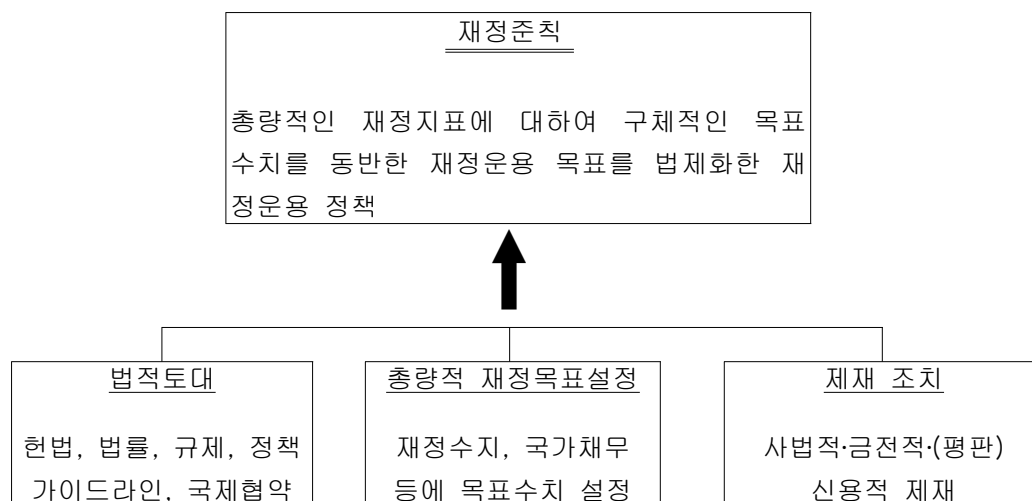 재정준칙
총량적인 재정지표에 대하여 구체적인 목표
수치를 동반한 재정운용 목표를 법제화한 재
정운용 정책
법적토대
헌법, 법률, 규제, 정책
가이드라인, 국제협약
총량적 재정목표설정
재정수지, 국가채무
등에 목표수치 설정
제재 조치
사법적·금전적·(평판)
신용적 제재